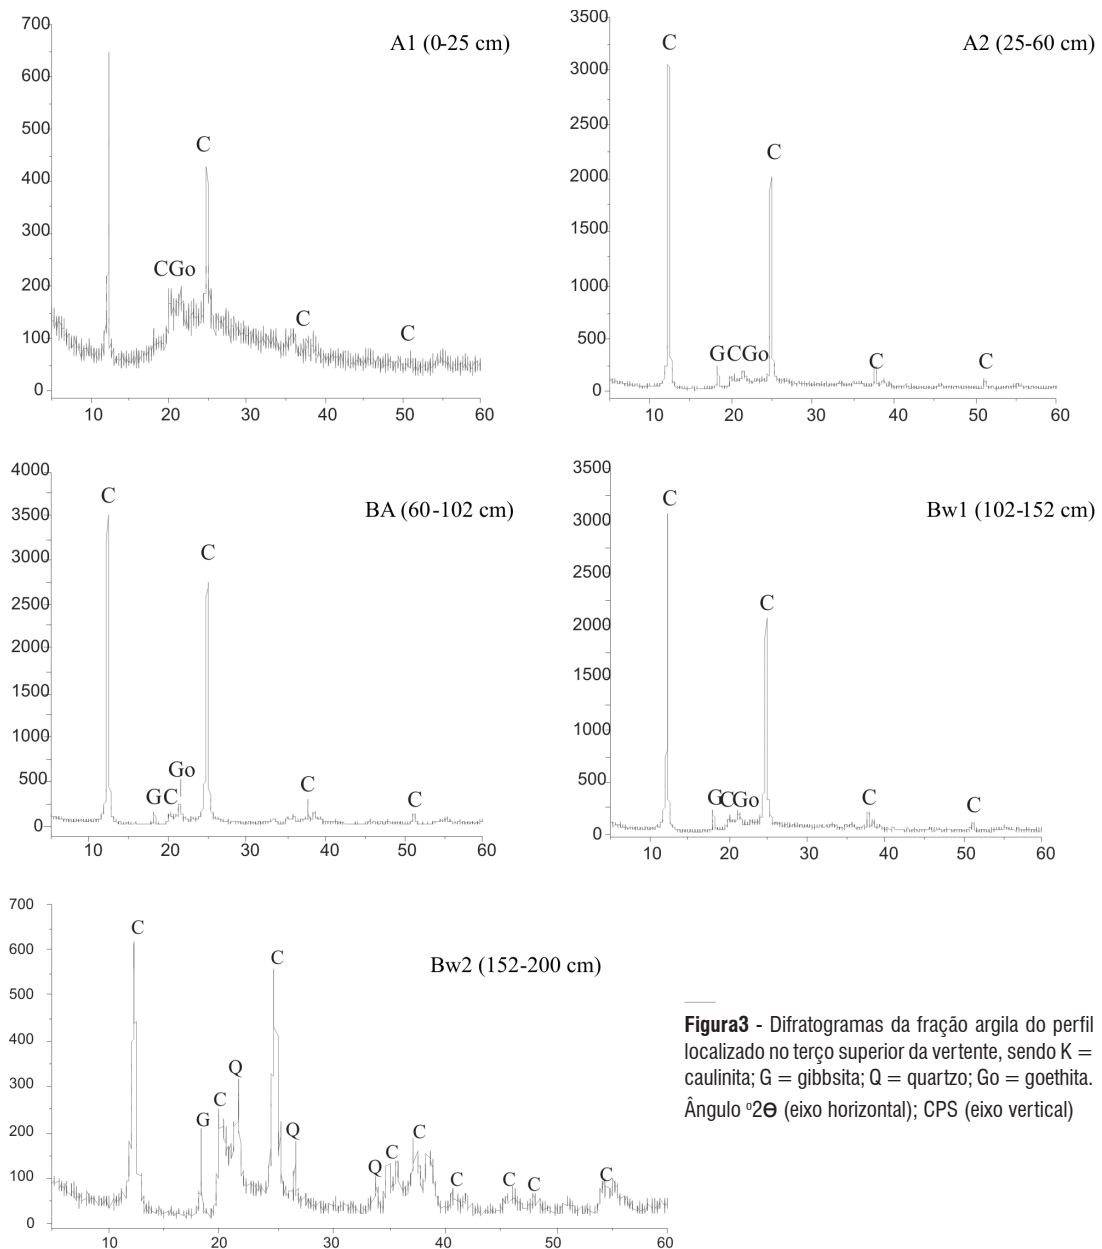 700
600
500
400
300
200
100
0
A1 (0-25 cm)
C
CGo
C
C
10 20 30 40 50 60
3500
3000
2500
2000
1500
1000
500
0
A2 (25-60 cm)
C
C
GCGo
C
C
10 20 30 40 50 60
4000
3500
3000
2500
2000
1500
1000
500
0
BA (60-102 cm)
C
C
Go
G C
C
C
10 20 30 40 50 60
3500
3000
2500
2000
1500
1000
500
0
Bw1 (102-152 cm)
C
C
GCGo
C
C
10 20 30 40 50 60
700
600
500
400
300
200
100
0
Bw2 (152-200 cm)
C
C
Q
C
G
Q
C
C
Q
C
C
C
C
10 20 30 40 50 60
Figura3 - Difratogramas da fração argila do perfil
localizado no terço superior da vertente, sendo K =
caulinita; G = gibbsita; Q = quartzo; Go = goethita.
Ângulo º2ϴ (eixo horizontal); CPS (eixo vertical)